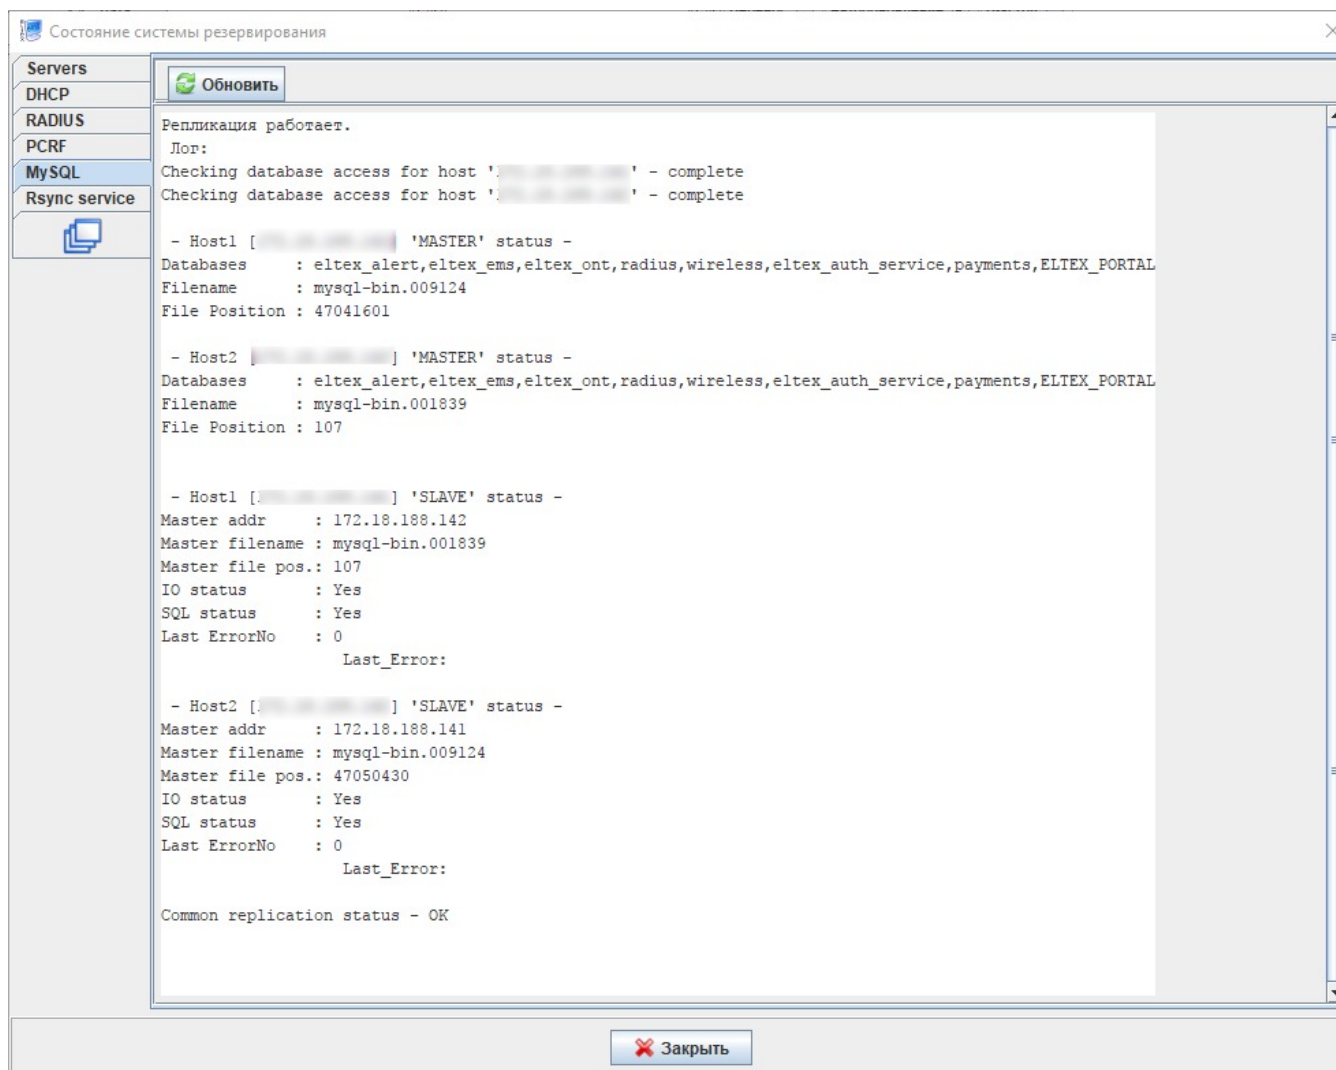 Состояние системы резервирования
Servers
DHCP
RADIUS
PCRF
MySQL
Rsync service
Обновить
Репликация работает.
Лог:
Checking database access for host ' ' - complete
Checking database access for host ' ' - complete
- Host1 [ ] 'MASTER' status -
Databases : eltex_alert,eltex_ems,eltex_ont,radius,wireless,eltex_auth_service,payments,ELTEX_PORTAL
Filename : mysql-bin.009124
File Position : 47041601
- Host2 [ ] 'MASTER' status -
Databases : eltex_alert,eltex_ems,eltex_ont,radius,wireless,eltex_auth_service,payments,ELTEX_PORTAL
Filename : mysql-bin.001839
File Position : 107
- Host1 [ ] 'SLAVE' status -
Master addr : 172.18.188.142
Master filename : mysql-bin.001839
Master file pos.: 107
IO status : Yes
SQL status : Yes
Last ErrorNo : 0
Last_Error:
- Host2 [ ] 'SLAVE' status -
Master addr : 172.18.188.141
Master filename : mysql-bin.009124
Master file pos.: 47050430
IO status : Yes
SQL status : Yes
Last ErrorNo : 0
Last_Error:
Common replication status - OK
Закрыть